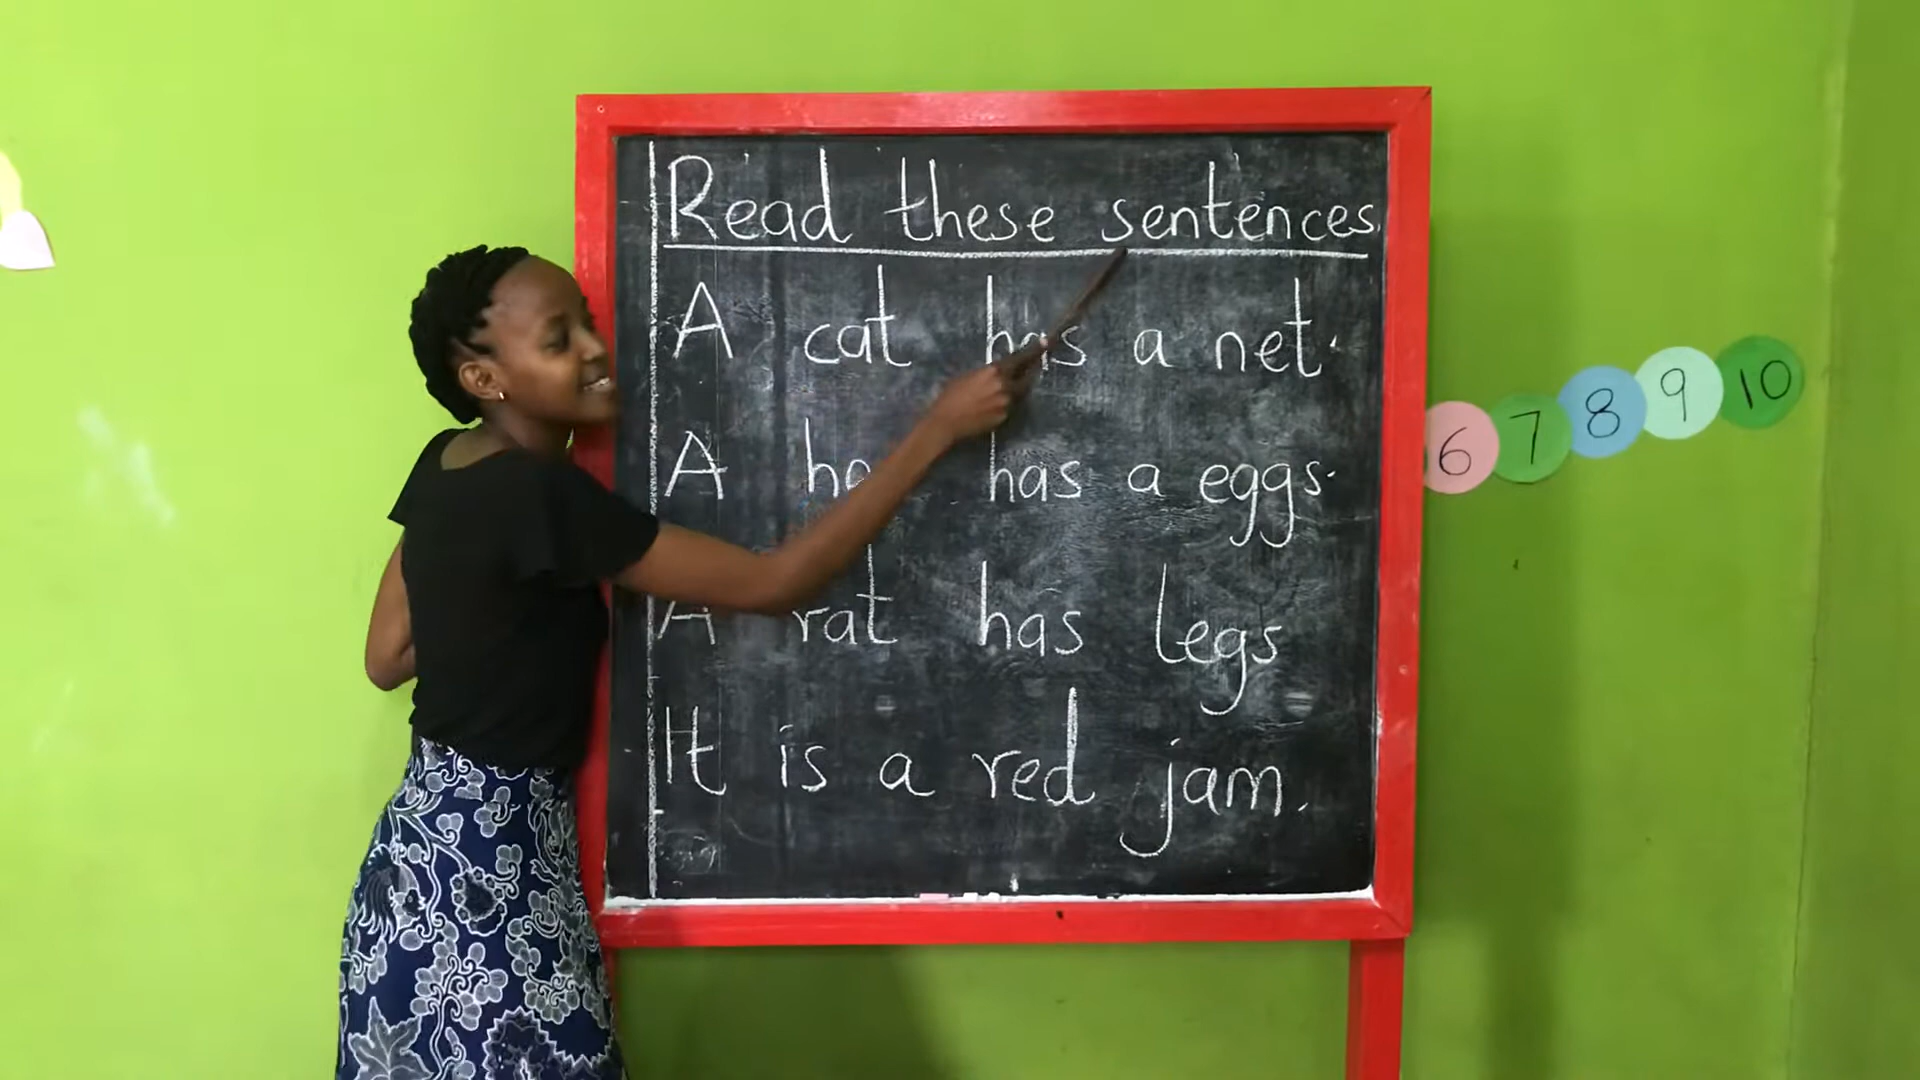 Read these sentences.
A cat has a net.
A has a eggs.
A rat has legs
It is a red jam.
6 7 8 9 10